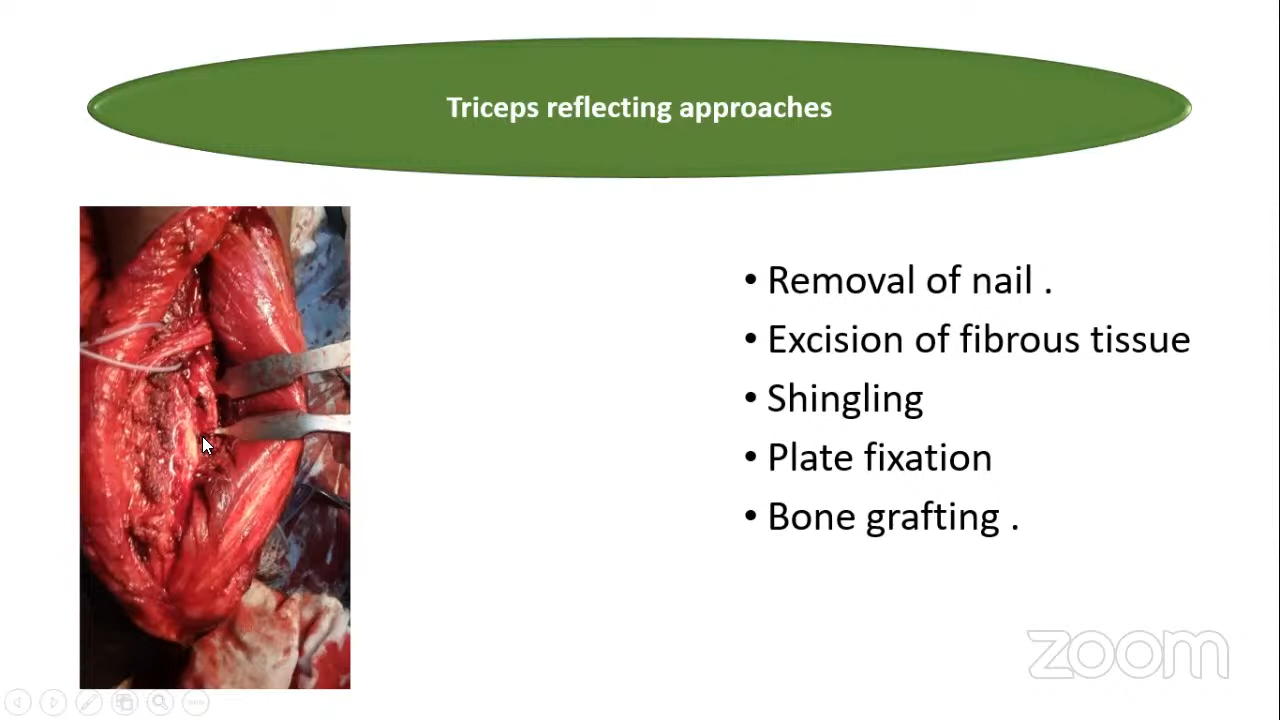 Triceps reflecting approaches
• Removal of nail .
• Excision of fibrous tissue
• Shingling
• Plate fixation
• Bone grafting .
zoom